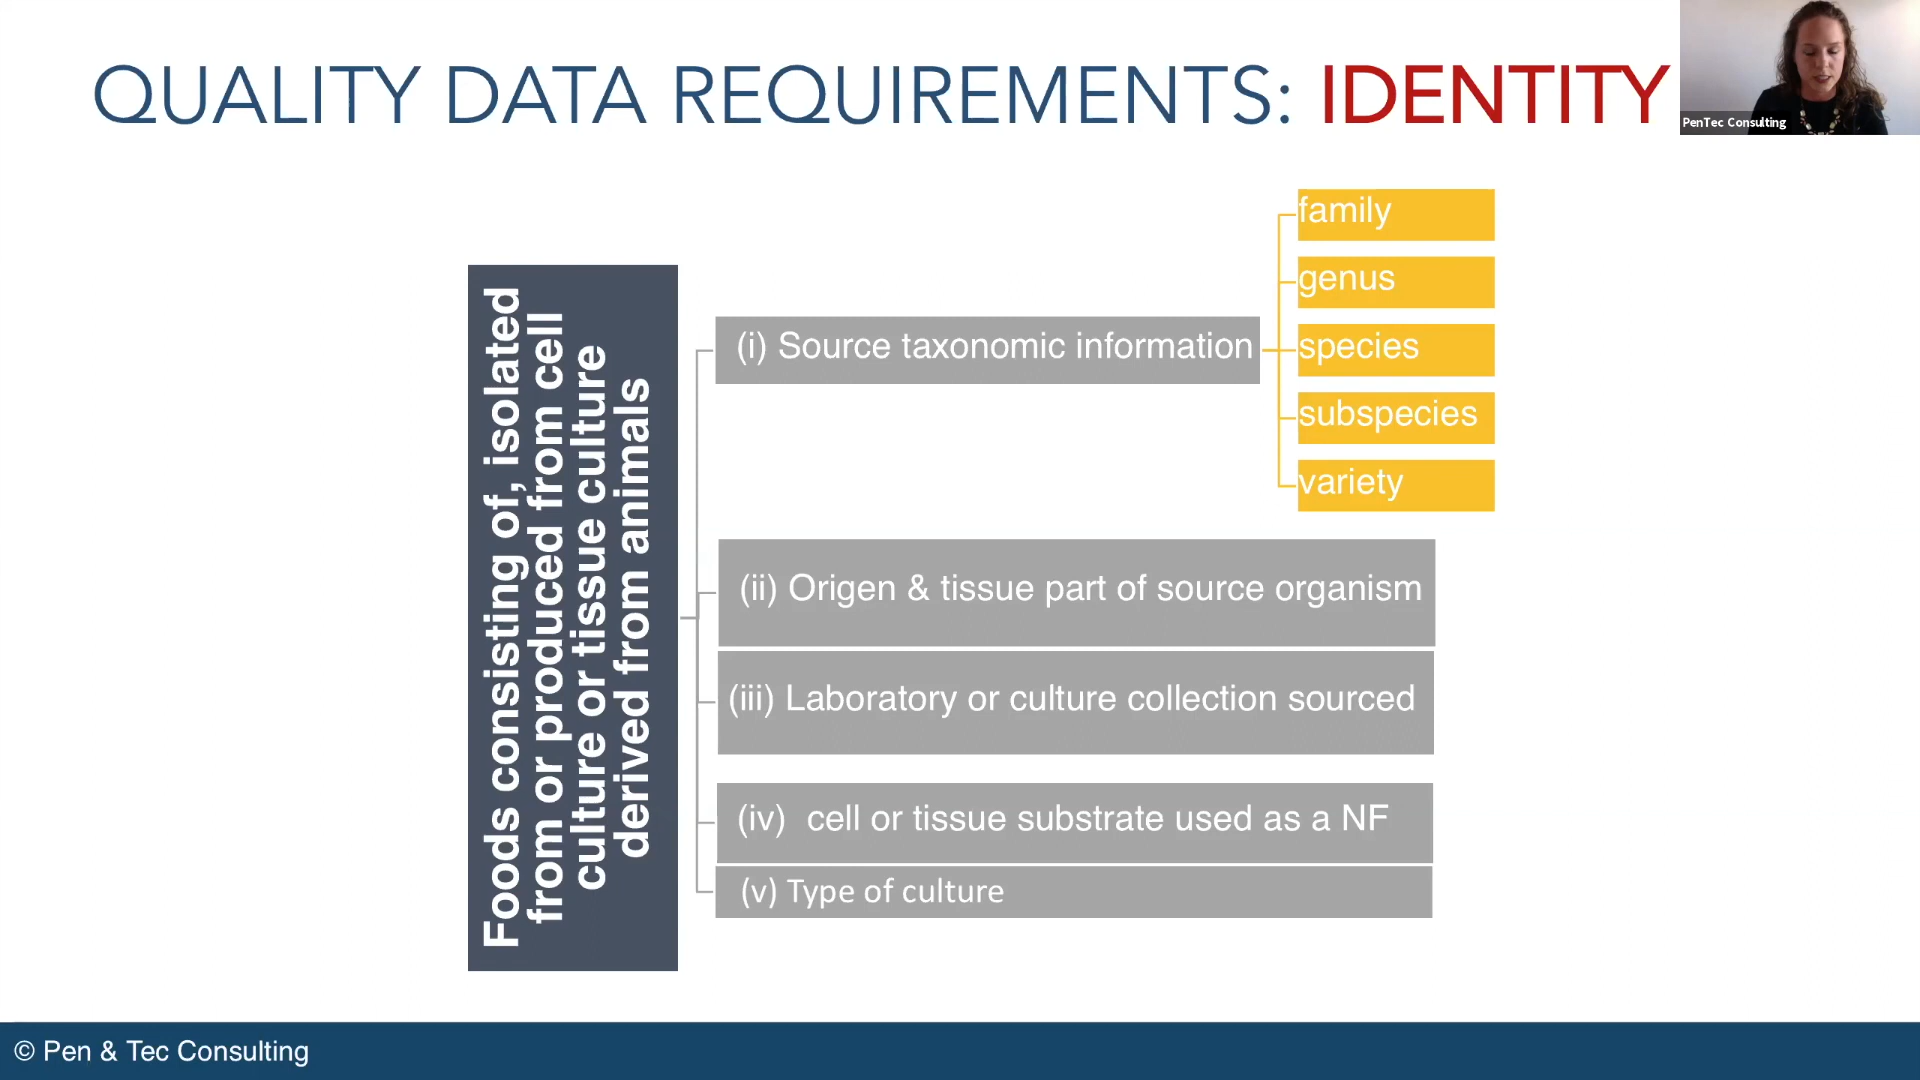 QUALITY DATA REQUIREMENTS: IDENTITY
PenTec Consulting
Foods consisting of, isolated
from or produced from cell
culture or tissue culture
derived from animals
(i) Source taxonomic information
family
genus
species
subspecies
variety
(ii) Origen & tissue part of source organism
(iii) Laboratory or culture collection sourced
(iv) cell or tissue substrate used as a NF
(v) Type of culture
© Pen & Tec Consulting